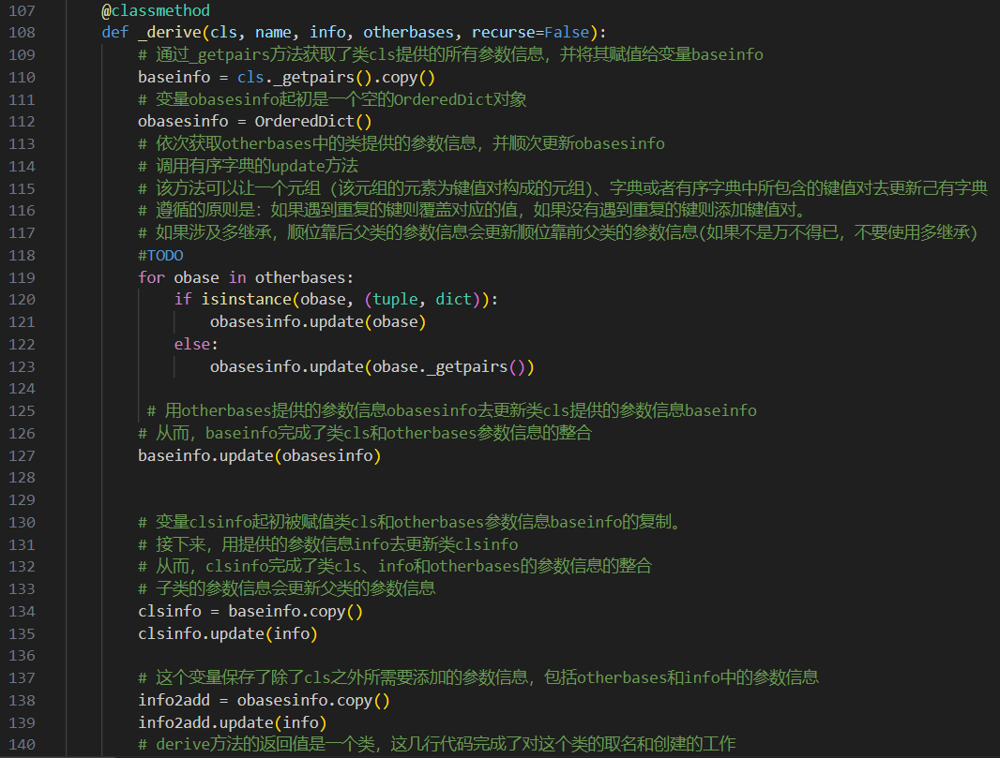 107 @classmethod
108 def _derive(cls, name, info, otherbases, recurse=False):
109 # 通过_getpairs方法获取了类cls提供的所有参数信息，并将其赋值给变量baseinfo
110 baseinfo = cls._getpairs().copy()
111 # 变量obasesinfo起初是一个空的OrderedDict对象
112 obasesinfo = OrderedDict()
113 # 依次获取otherbases中的类提供的参数信息，并顺次更新obasesinfo
114 # 调用有序字典的update方法
115 # 该方法可以让一个元组（该元组的元素为键值对构成的元组)、字典或者有序字典中所包含的键值对去更新己有字典
116 # 遵循的原则是：如果遇到重复的键则覆盖对应的值，如果没有遇到重复的键则添加键值对。
117 # 如果涉及多继承，顺位靠后父类的参数信息会更新顺位靠前父类的参数信息(如果不是万不得已，不要使用多继承)
118 #TODO
119 for obase in otherbases:
120 if isinstance(obase, (tuple, dict)):
121 obasesinfo.update(obase)
122 else:
123 obasesinfo.update(obase._getpairs())
124
125 # 用otherbases提供的参数信息obasesinfo去更新类cls提供的参数信息baseinfo
126 # 从而，baseinfo完成了类cls和otherbases参数信息的整合
127 baseinfo.update(obasesinfo)
128
129
130 # 变量clsinfo起初被赋值类cls和otherbases参数信息baseinfo的复制。
131 # 接下来，用提供的参数信息info去更新类clsinfo
132 # 从而，clsinfo完成了类cls、info和otherbases的参数信息的整合
133 # 子类的参数信息会更新父类的参数信息
134 clsinfo = baseinfo.copy()
135 clsinfo.update(info)
136
137 # 这个变量保存了除了cls之外所需要添加的参数信息，包括otherbases和info中的参数信息
138 info2add = obasesinfo.copy()
139 info2add.update(info)
140 # derive方法的返回值是一个类，这几行代码完成了对这个类的取名和创建的工作